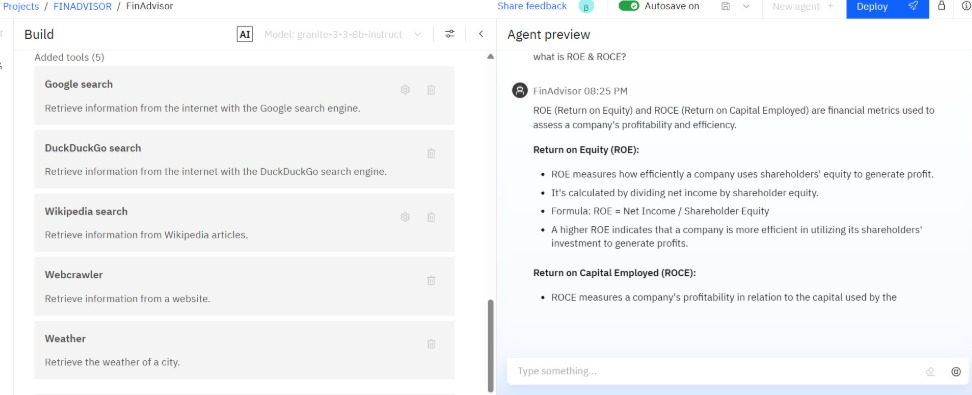 Projects / FINADVISOR / FinAdvisor
Share feedback
β
Autosave on
New agent +
Deploy
Build
AI
Model: granite-3-3-8b-instruct
Agent preview
Added tools (5)
Google search
Retrieve information from the internet with the Google search engine.
DuckDuckGo search
Retrieve information from the internet with the DuckDuckGo search engine.
Wikipedia search
Retrieve information from Wikipedia articles.
Webcrawler
Retrieve information from a website.
Weather
Retrieve the weather of a city.
what is ROE & ROCE?
FinAdvisor 08:25 PM
ROE (Return on Equity) and ROCE (Return on Capital Employed) are financial metrics used to
assess a company's profitability and efficiency.
Return on Equity (ROE):
• ROE measures how efficiently a company uses shareholders' equity to generate profit.
• It's calculated by dividing net income by shareholder equity.
• Formula: ROE = Net Income / Shareholder Equity
• A higher ROE indicates that a company is more efficient in utilizing its shareholders'
investment to generate profits.
Return on Capital Employed (ROCE):
• ROCE measures a company's profitability in relation to the capital used by the
Type something...